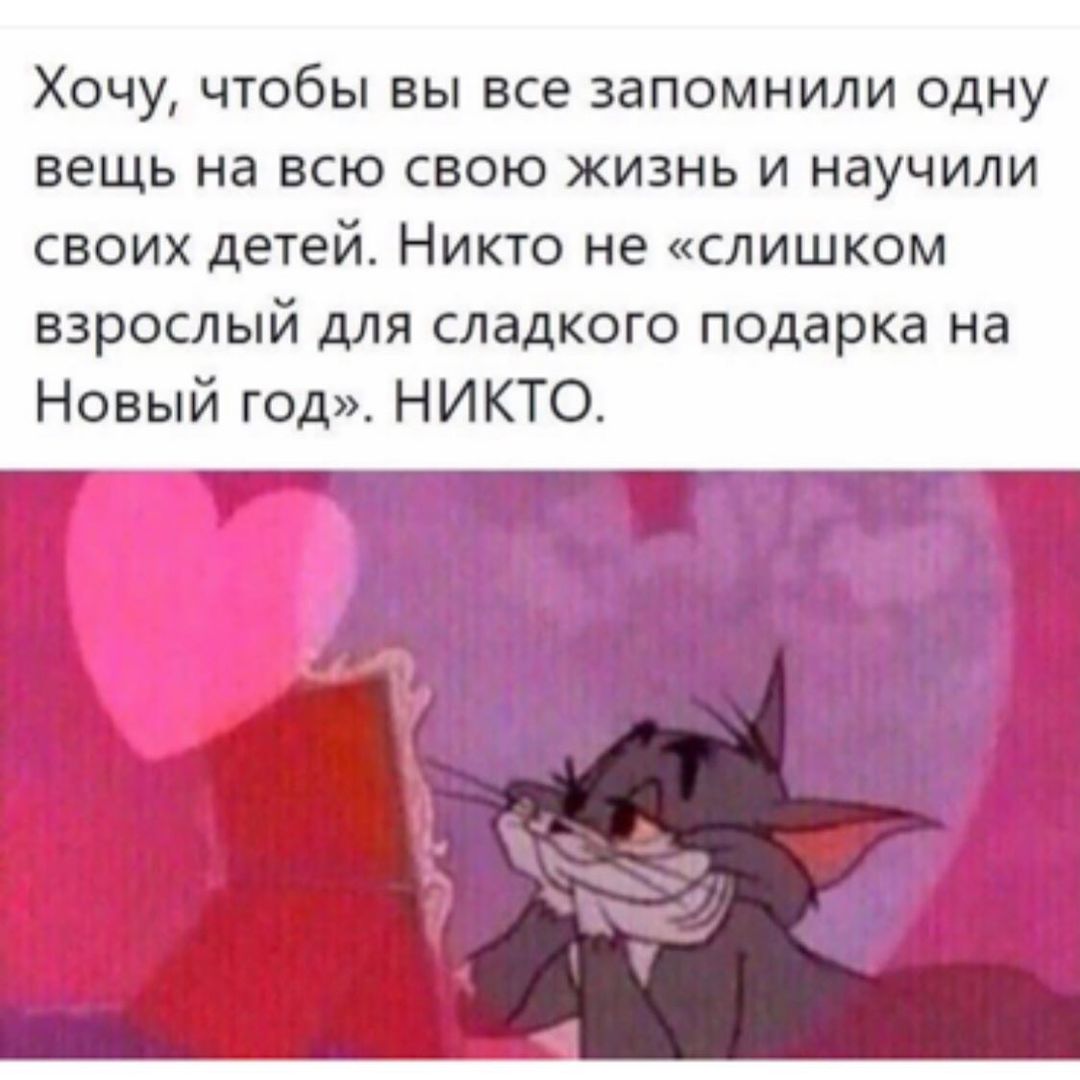 Хочу, чтобы вы все запомнили одну
вещь на всю свою жизнь и научили
своих детей. Никто не «слишком
взрослый для сладкого подарка на
Новый год». НИКТО.